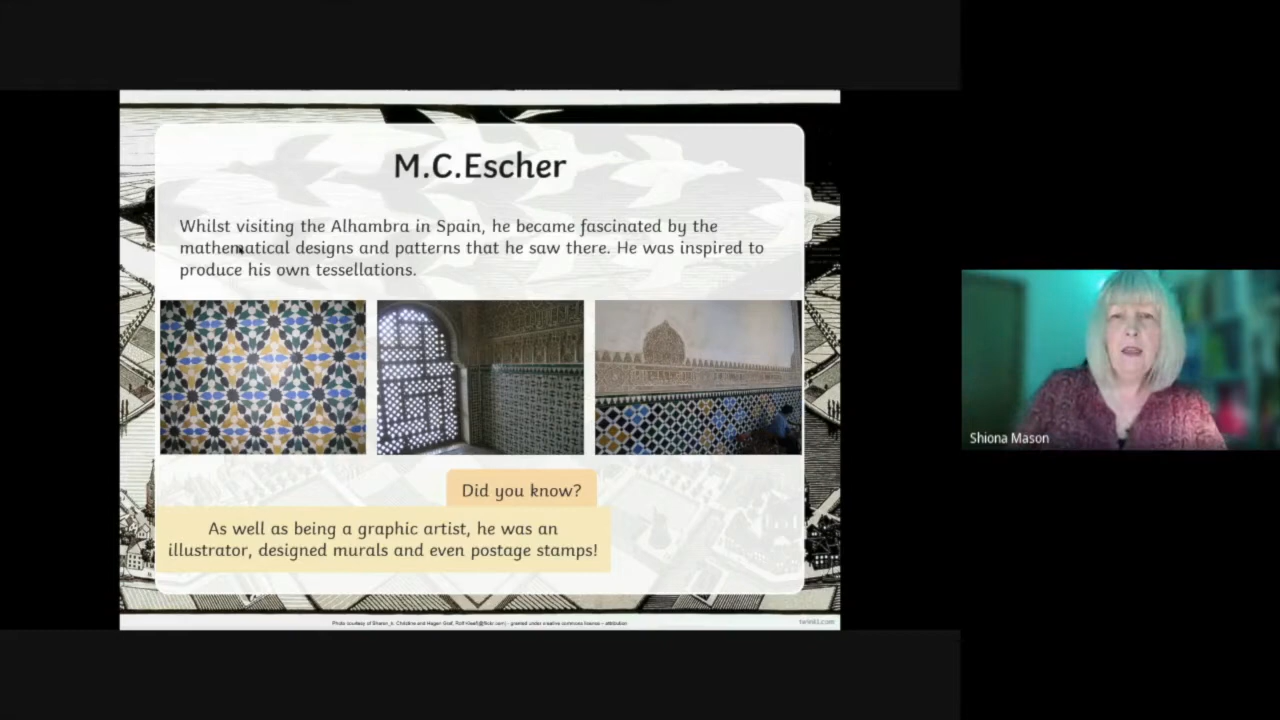 M.C.Escher
Whilst visiting the Alhambra in Spain, he became fascinated by the
mathematical designs and patterns that he saw there. He was inspired to
produce his own tessellations.
Did you know?
As well as being a graphic artist, he was an
illustrator, designed murals and even postage stamps!
twinkl.com
Shiona Mason